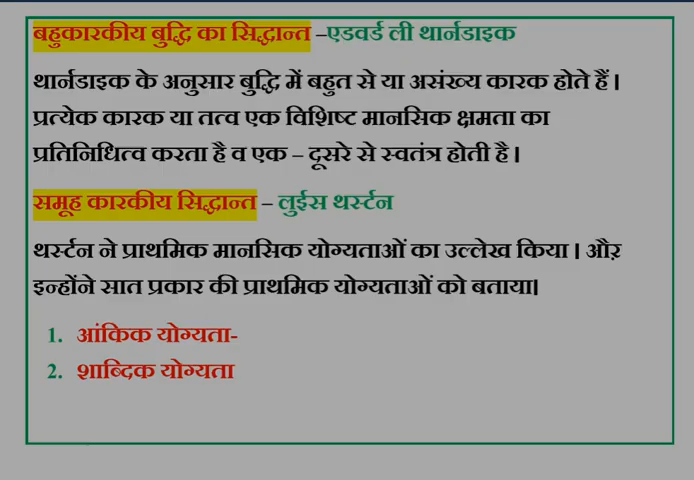 बहुकारकीय बुद्धि का सिद्धान्त –एडवर्ड ली थार्नडाइक
थार्नडाइक के अनुसार बुद्धि में बहुत से या असंख्य कारक होते हैं।
प्रत्येक कारक या तत्व एक विशिष्ट मानसिक क्षमता का
प्रतिनिधित्व करता है व एक – दूसरे से स्वतंत्र होती है।
समूह कारकीय सिद्धान्त – लुईस थर्स्टन
थर्स्टन ने प्राथमिक मानसिक योग्यताओं का उल्लेख किया। और
इन्होंने सात प्रकार की प्राथमिक योग्यताओं को बताया।
1. आंकिक योग्यता-
2. शाब्दिक योग्यता